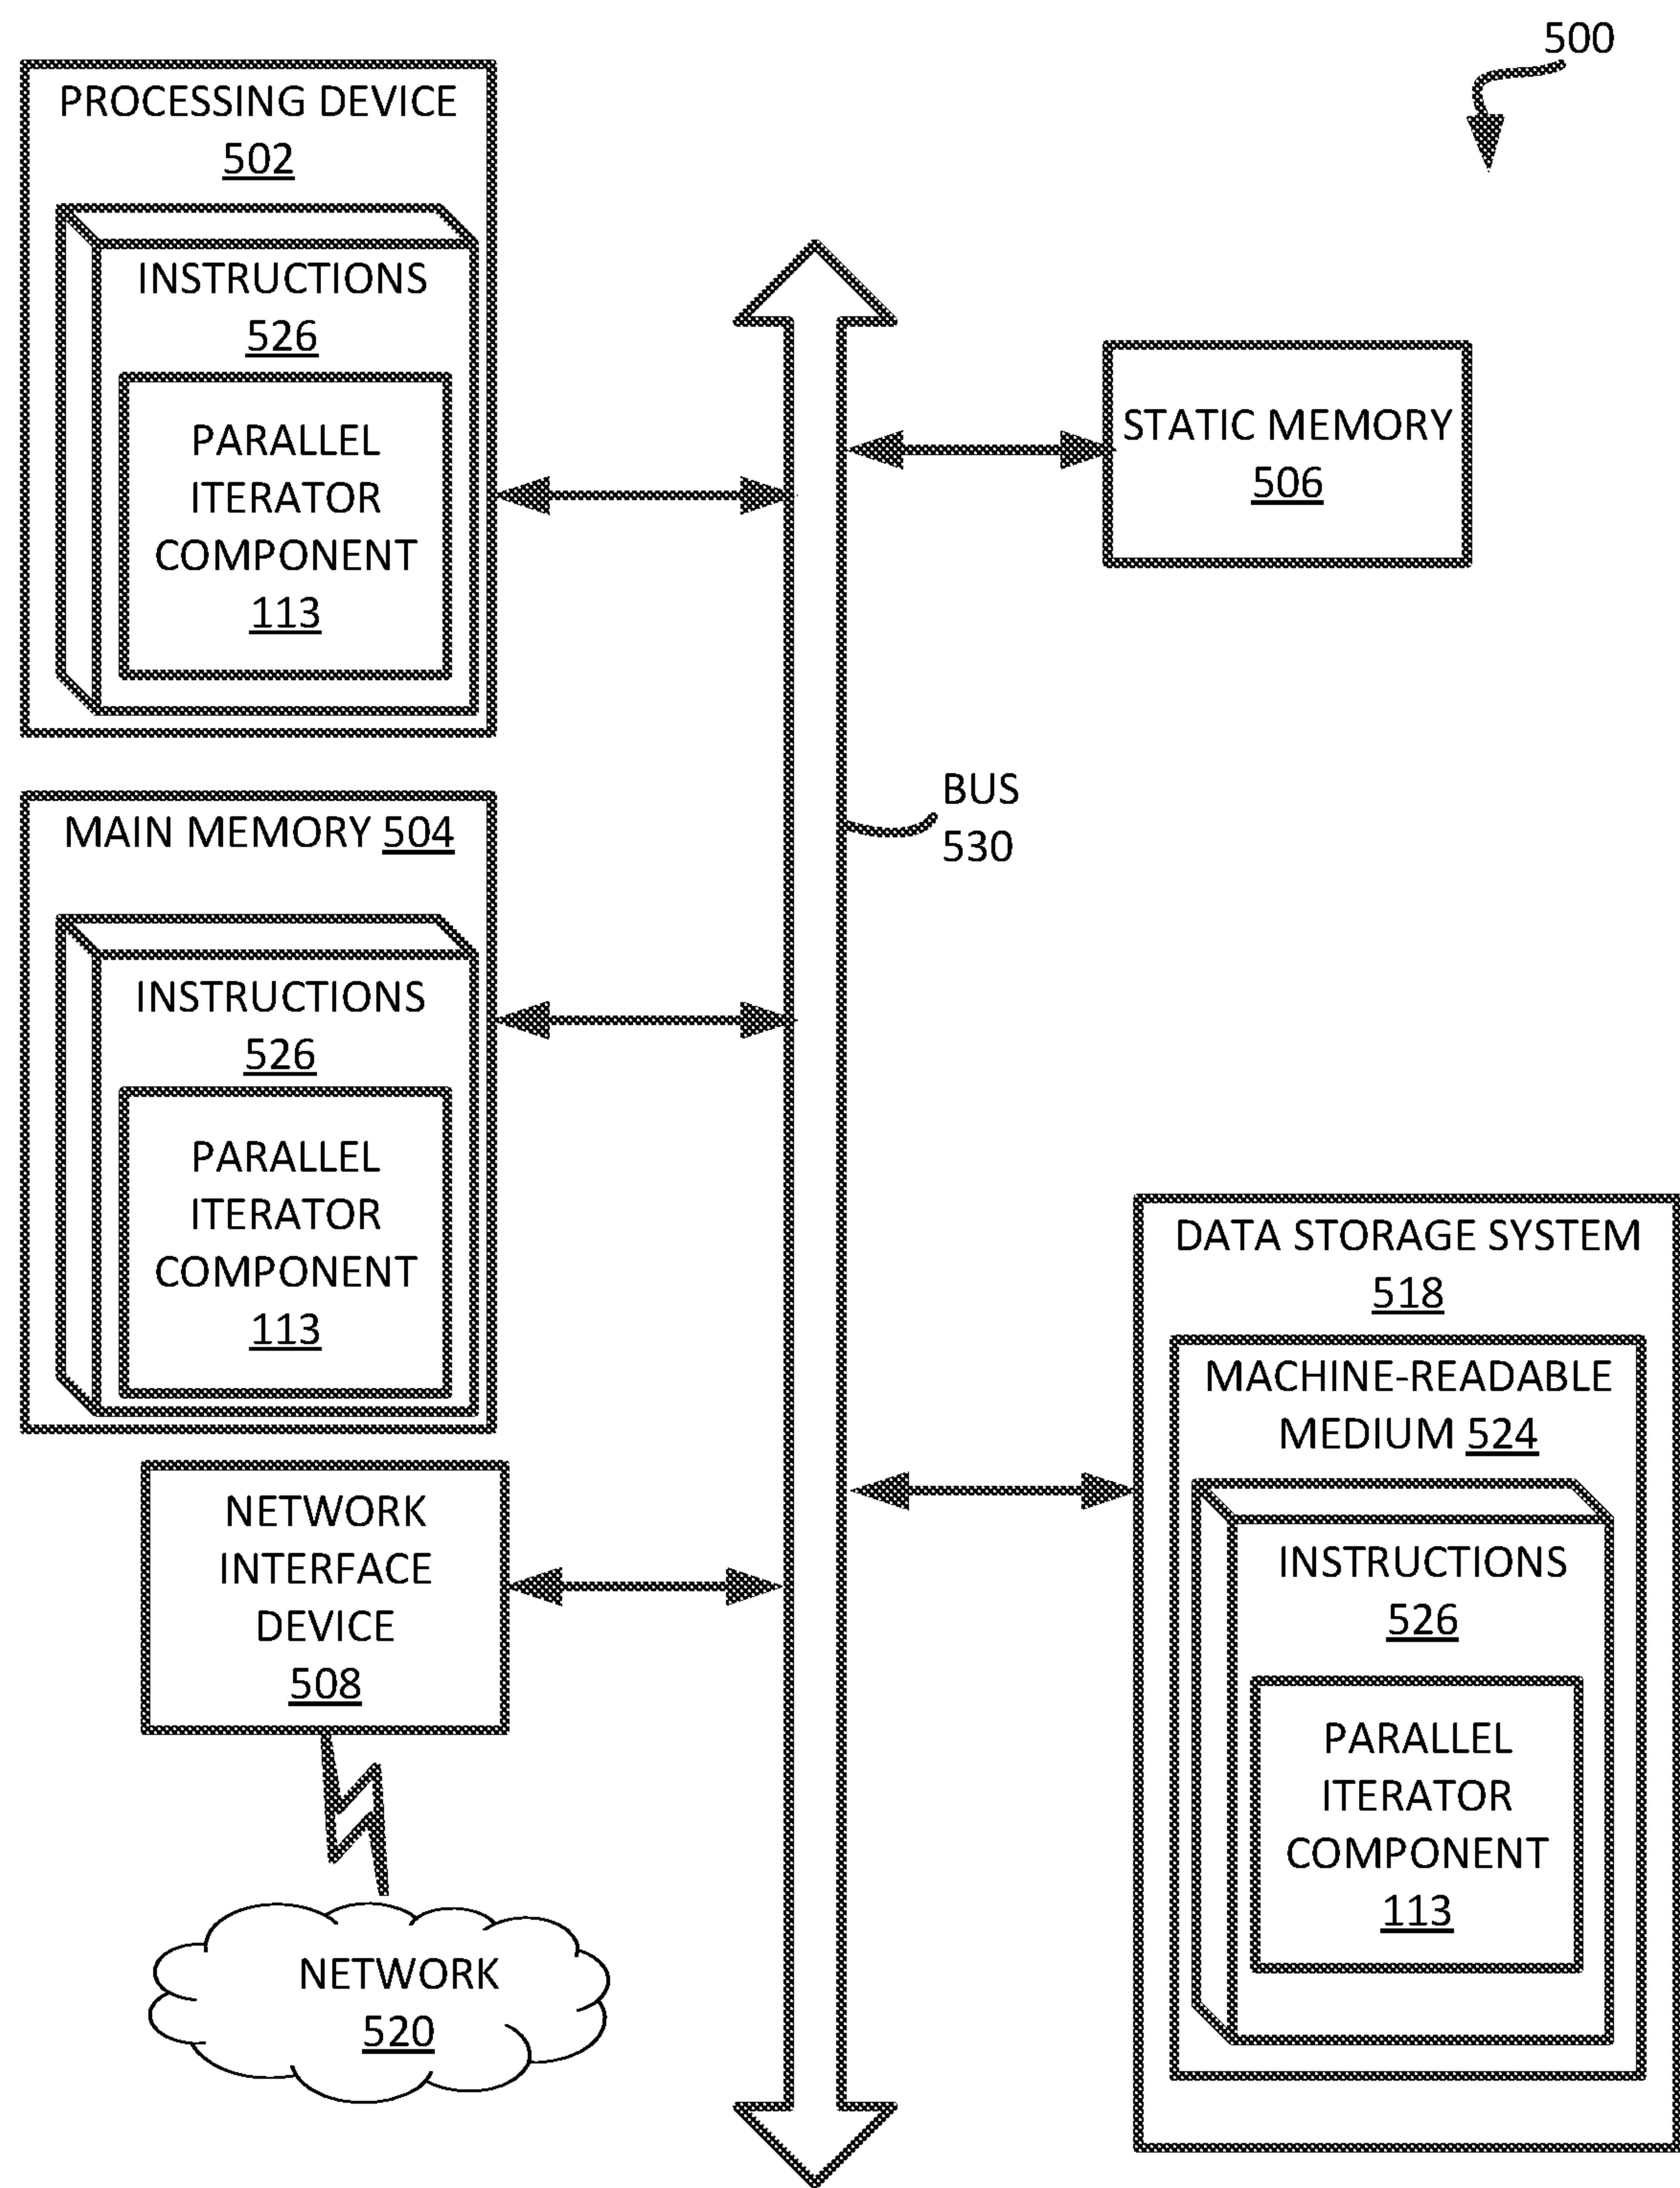 500
PROCESSING DEVICE
502
INSTRUCTIONS
526
PARALLEL
ITERATOR
COMPONENT
113
STATIC MEMORY
506
BUS
530
MAIN MEMORY 504
INSTRUCTIONS
526
PARALLEL
ITERATOR
COMPONENT
113
DATA STORAGE SYSTEM
518
MACHINE-READABLE
MEDIUM 524
INSTRUCTIONS
526
PARALLEL
ITERATOR
COMPONENT
113
NETWORK
INTERFACE
DEVICE
508
NETWORK
520